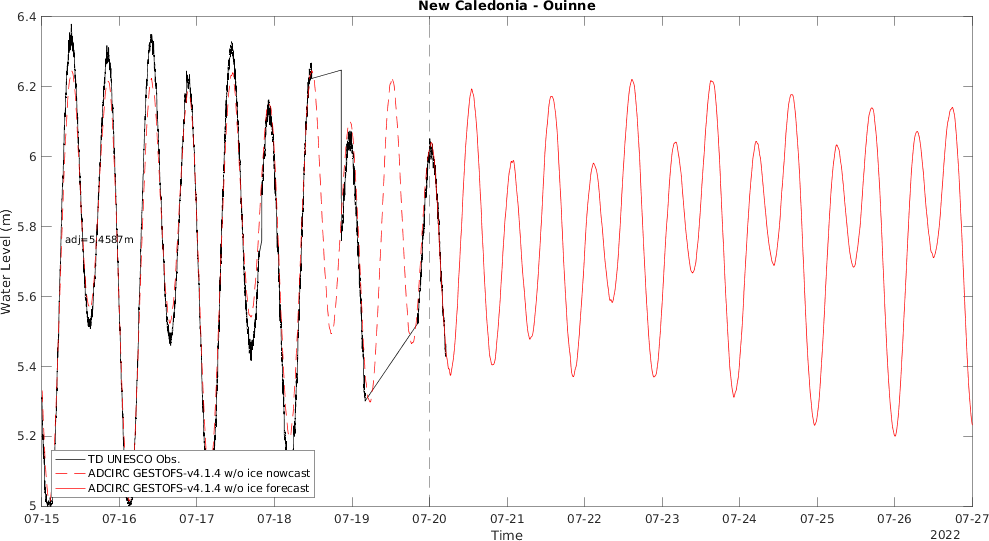 New Caledonia - Ouinne
6.4
6.2
6
5.8
5.6
5.4
5.2
5
Water Level (m)
adj=5.4587m
TD UNESCO Obs.
ADCIRC GESTOFS-v4.1.4 w/o ice nowcast
ADCIRC GESTOFS-v4.1.4 w/o ice forecast
07-15 07-16 07-17 07-18 07-19 07-20 07-21 07-22 07-23 07-24 07-25 07-26 07-27
Time
2022